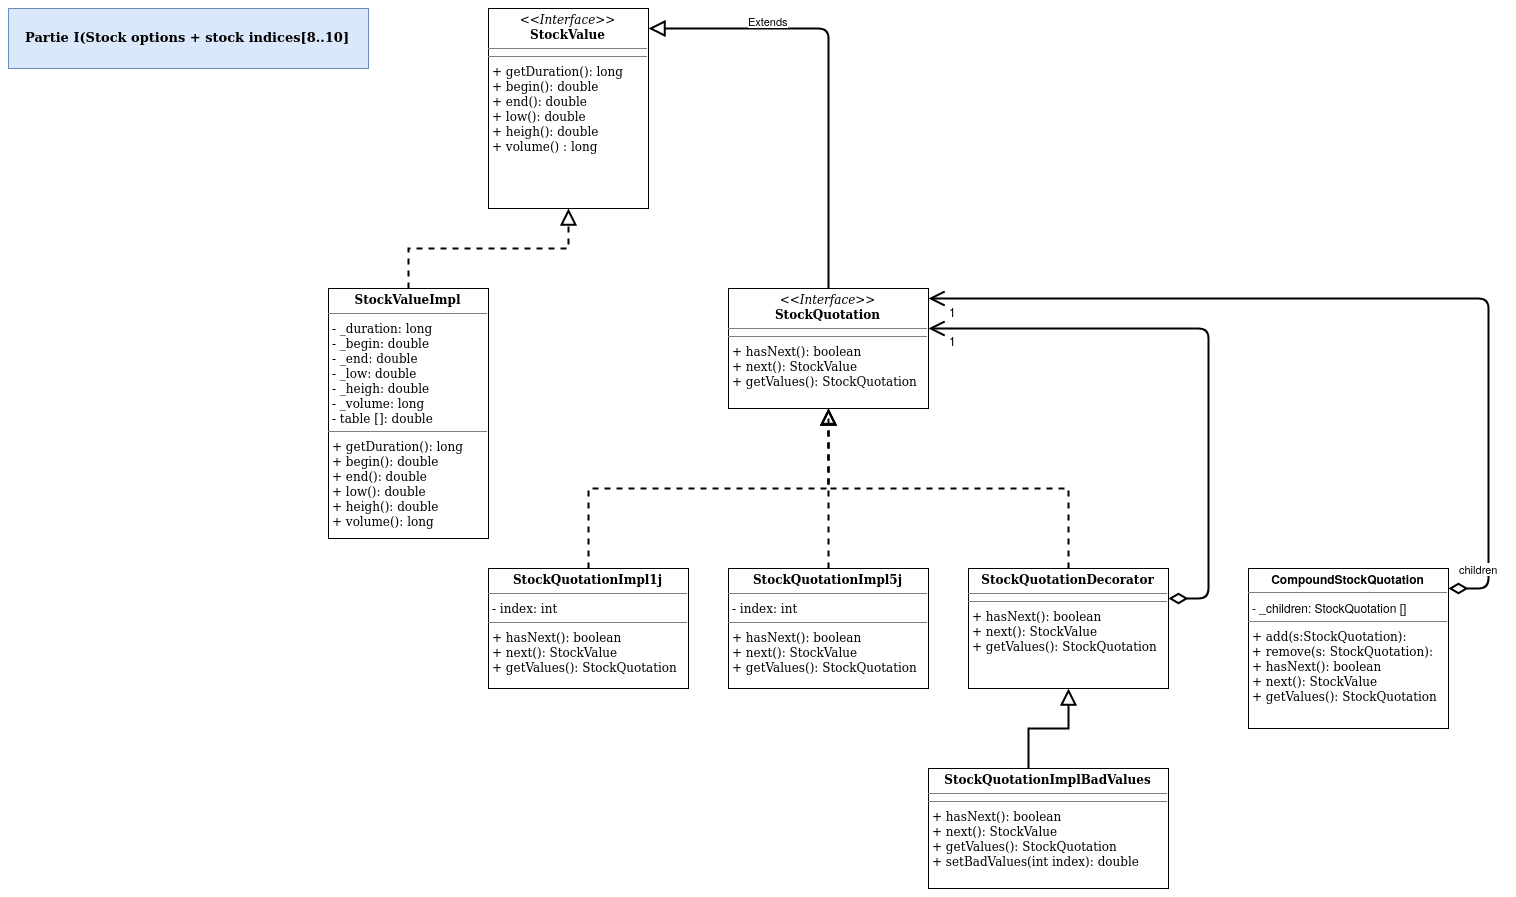 Partie I(Stock options + stock indices[8..10]
<<Interface>>
StockValue
+ getDuration(): long
+ begin(): double
+ end(): double
+ low(): double
+ heigh(): double
+ volume() : long
Extends
StockValueImpl
- _duration: long
- _begin: double
- _end: double
- _low: double
- _heigh: double
- _volume: long
- table []: double
+ getDuration(): long
+ begin(): double
+ end(): double
+ low(): double
+ heigh(): double
+ volume(): long
<<Interface>>
StockQuotation
+ hasNext(): boolean
+ next(): StockValue
+ getValues(): StockQuotation
1
1
StockQuotationImpl1j
- index: int
+ hasNext(): boolean
+ next(): StockValue
+ getValues(): StockQuotation
StockQuotationImpl5j
- index: int
+ hasNext(): boolean
+ next(): StockValue
+ getValues(): StockQuotation
StockQuotationDecorator
+ hasNext(): boolean
+ next(): StockValue
+ getValues(): StockQuotation
children
CompoundStockQuotation
- _children: StockQuotation []
+ add(s:StockQuotation):
+ remove(s: StockQuotation):
+ hasNext(): boolean
+ next(): StockValue
+ getValues(): StockQuotation
StockQuotationImplBadValues
+ hasNext(): boolean
+ next(): StockValue
+ getValues(): StockQuotation
+ setBadValues(int index): double